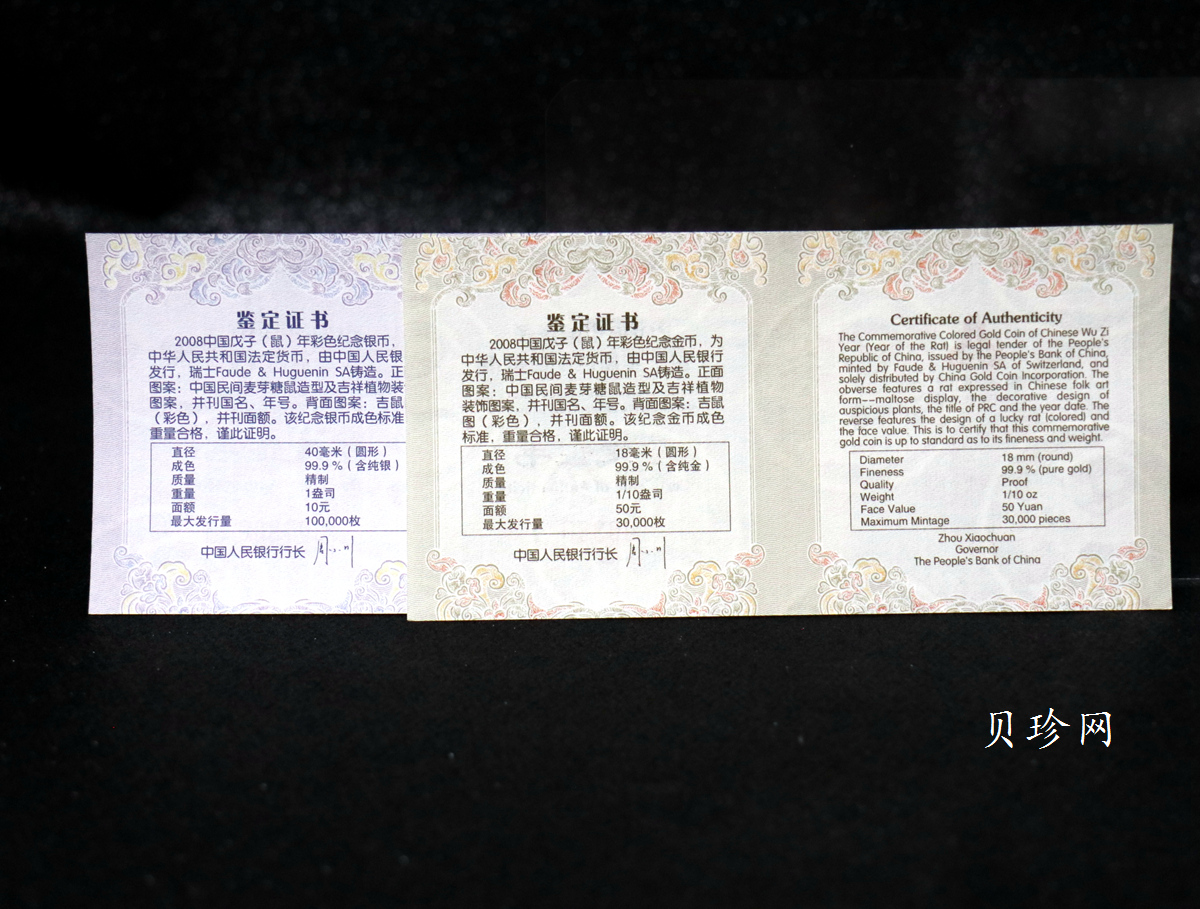 鉴定证书
2008中国戊子（鼠）年彩色纪念银币，
中华人民共和国法定货币，由中国人民银
发行，瑞士Faude & Huguenin SA铸造。正
图案：中国民间麦芽糖鼠造型及吉祥植物装
图案，并刊国名、年号。背面图案：吉鼠
（彩色），并刊面额。该纪念银币成色标准
重量合格，谨此证明。
直径 40毫米（圆形）
成色 99.9％（含纯银）
质量 精制
重量 1盎司
面额 10元
最大发行量 100,000枚
中国人民银行行长
鉴定证书
2008中国戊子（鼠）年彩色纪念金币，为
中华人民共和国法定货币，由中国人民银行
发行，瑞士Faude & Huguenin SA铸造。正面
图案：中国民间麦芽糖鼠造型及吉祥植物
装饰图案，并刊国名、年号。背面图案：吉鼠
图（彩色），并刊面额。该纪念金币成色
标准，重量合格，谨此证明。
直径 18毫米（圆形）
成色 99.9％（含纯金）
质量 精制
重量 1/10盎司
面额 50元
最大发行量 30,000枚
中国人民银行行长
Certificate of Authenticity
The Commemorative Colored Gold Coin of Chinese Wu Zi
Year (Year of the Rat) is legal tender of the People's
Republic of China, issued by the People's Bank of China,
minted by Faude & Huguenin SA of Switzerland, and
solely distributed by China Gold Coin Incorporation. The
obverse features a rat expressed in Chinese folk art
form--maltose display, the decorative design of
auspicious plants, the title of PRC and the year date. The
reverse features the design of a lucky rat (colored) and
the face value. This is to certify that this commemorative
gold coin is up to standard as to its fineness and weight.
Diameter 18 mm (round)
Fineness 99.9 % (pure gold)
Quality Proof
Weight 1/10 oz
Face Value 50 Yuan
Maximum Mintage 30,000 pieces
Zhou Xiaochuan
Governor
The People's Bank of China
贝珍网